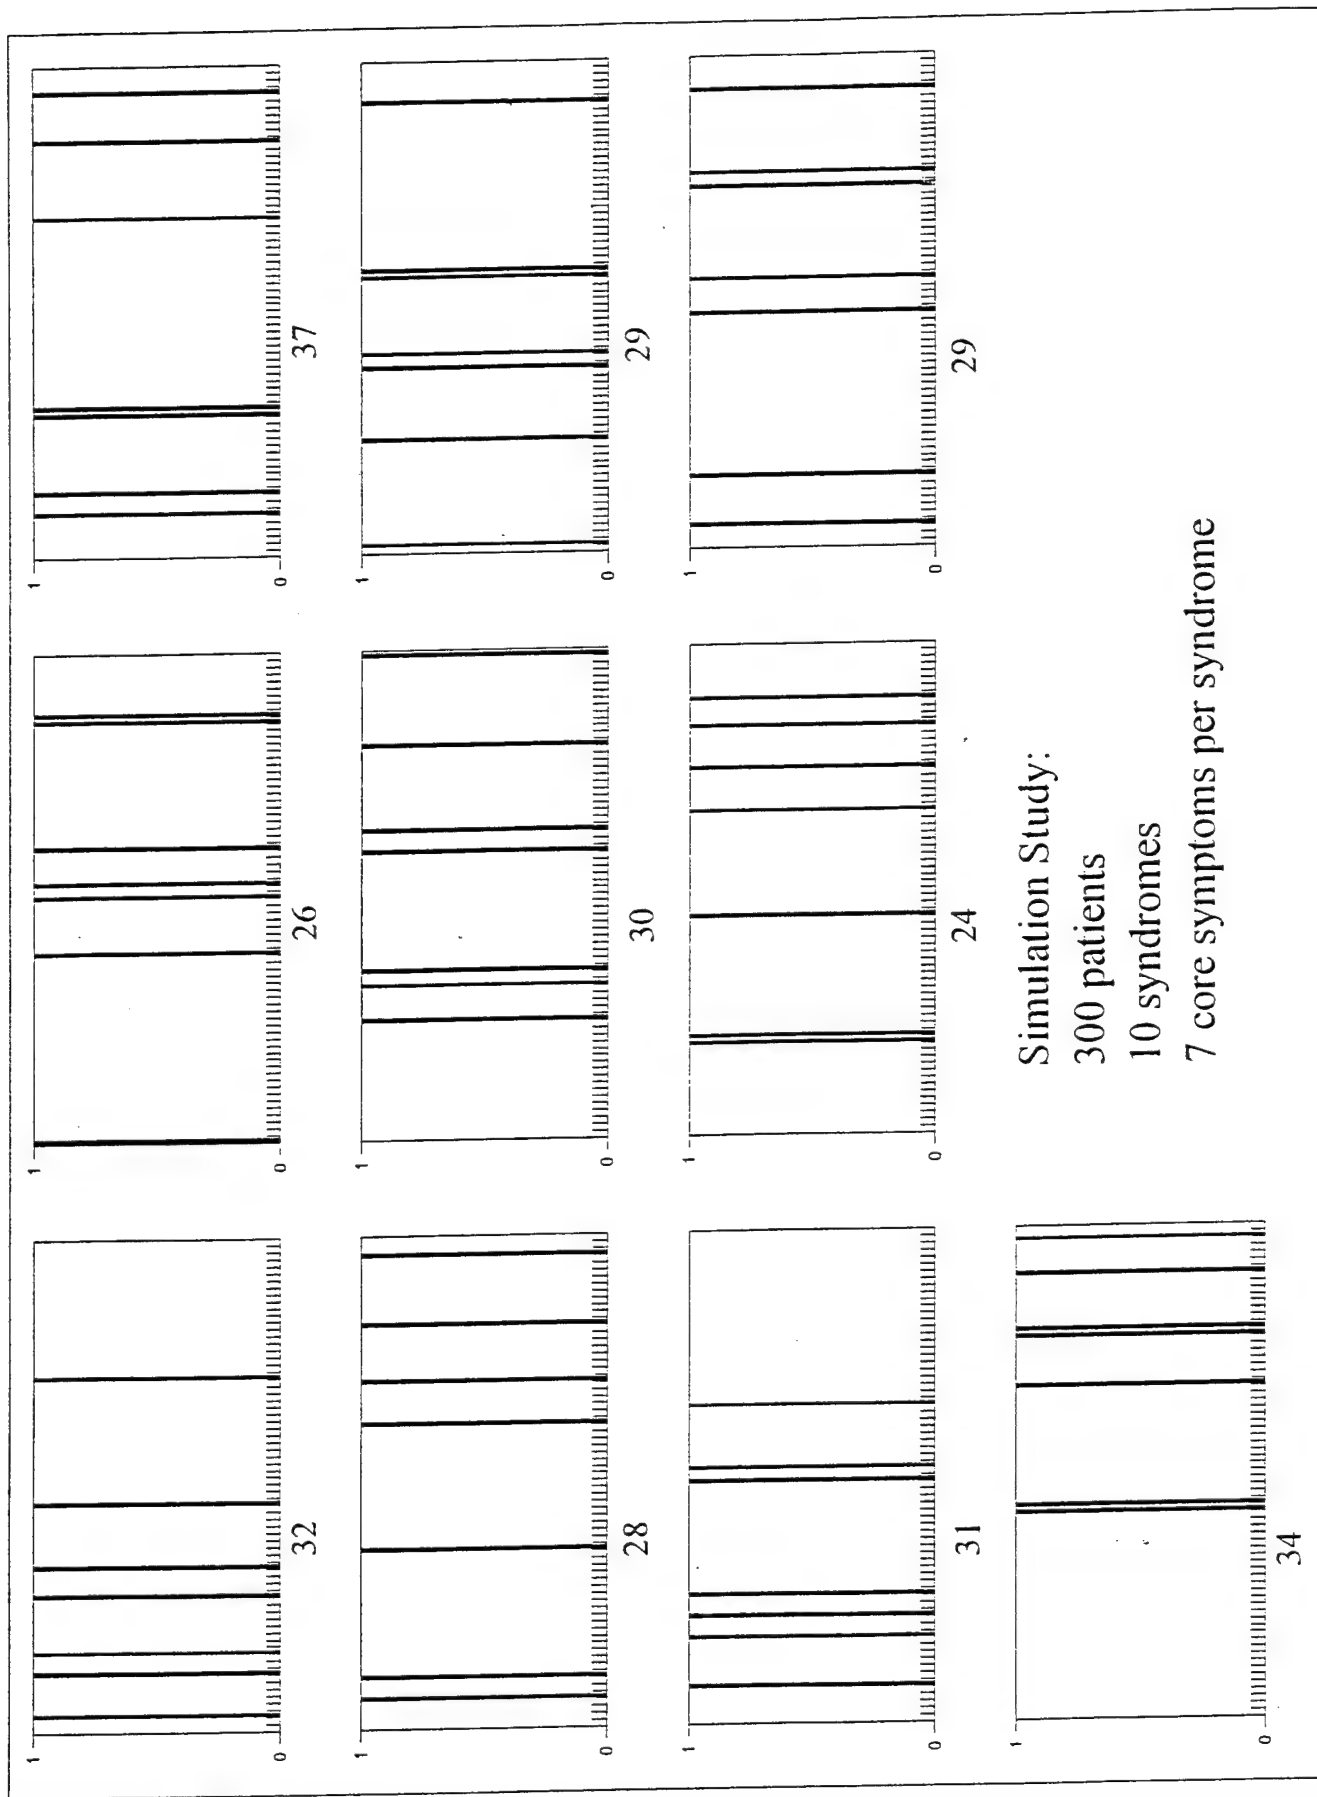 1 1 1
0 0 0
32 26 37
1 1 1
0 0 0
28 30 29
1 1 1
0 0 0
31 24 29
1
0
34
Simulation Study:
300 patients
10 syndromes
7 core symptoms per syndrome